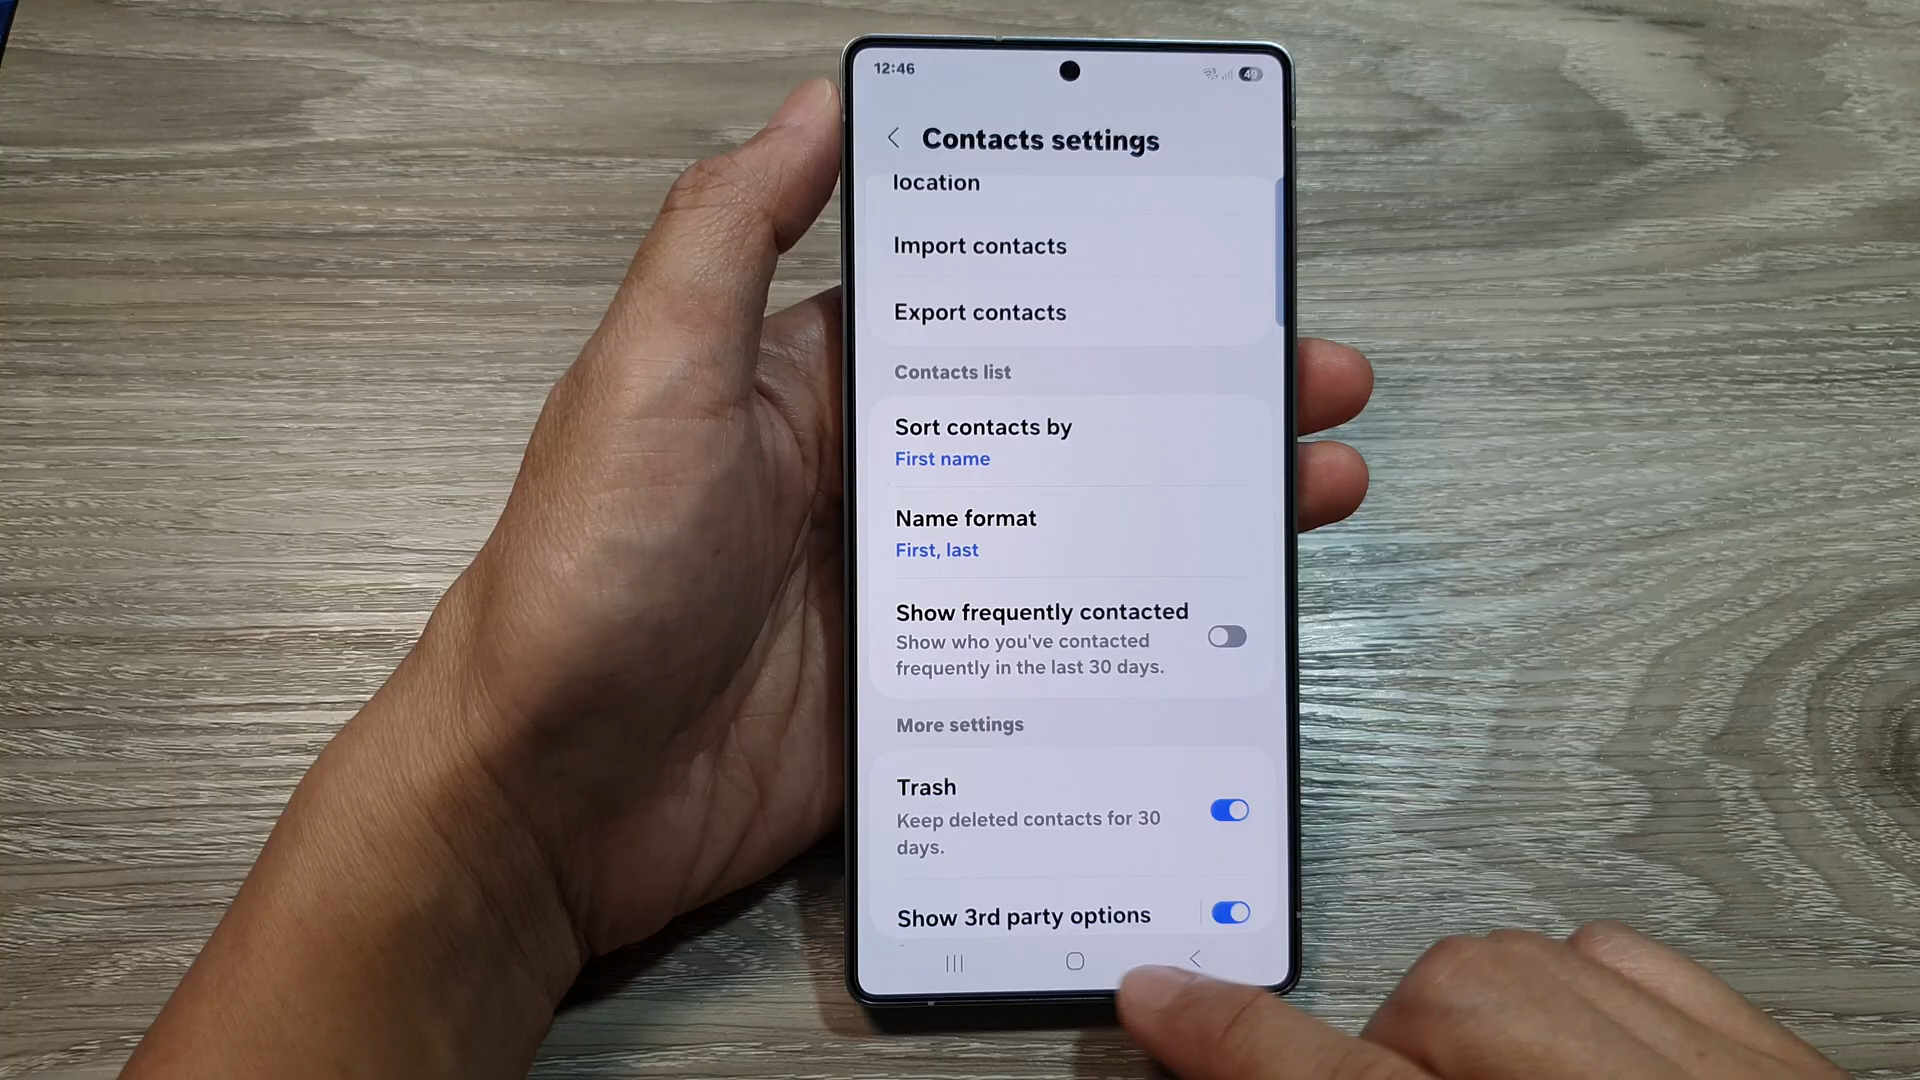 12:46
49
Contacts settings
location
Import contacts
Export contacts
Contacts list
Sort contacts by
First name
Name format
First, last
Show frequently contacted
Show who you've contacted
frequently in the last 30 days.
More settings
Trash
Keep deleted contacts for 30
days.
Show 3rd party options